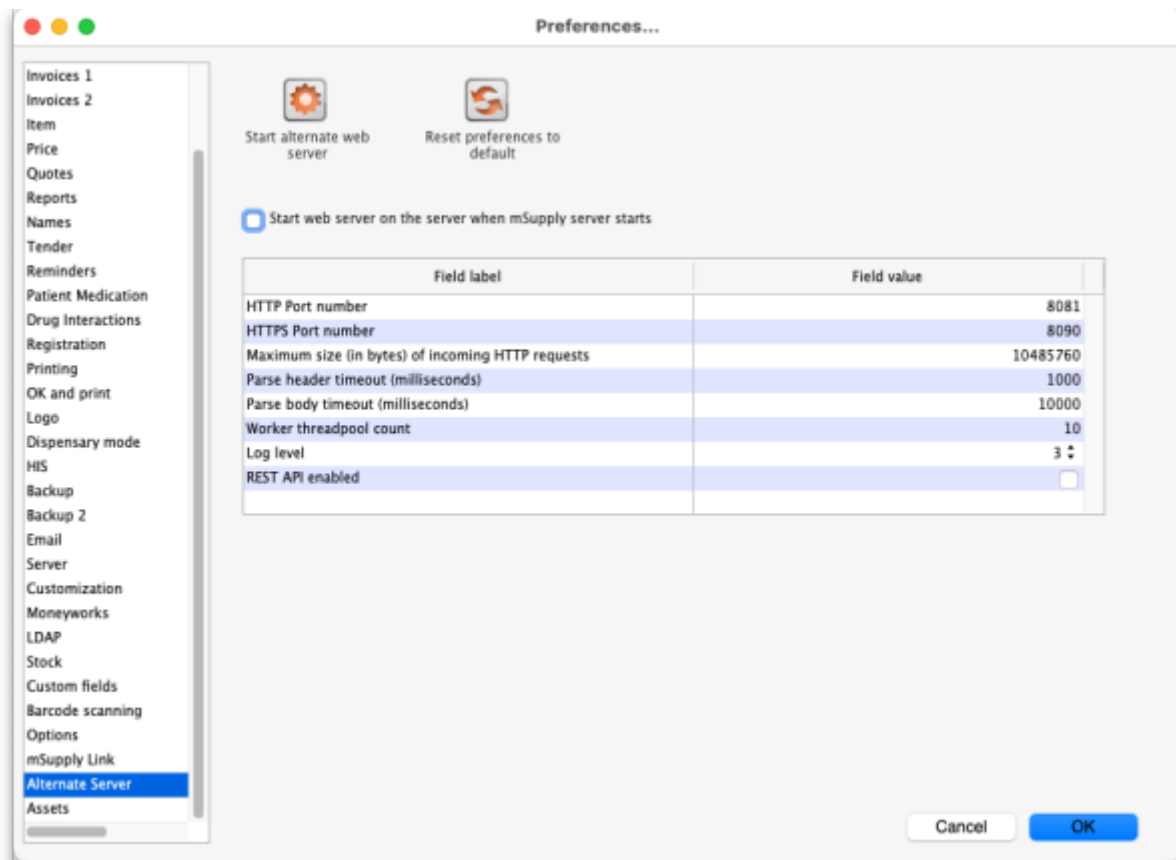 Preferences...
Invoices 1
Invoices 2
Item
Price
Quotes
Reports
Names
Tender
Reminders
Patient Medication
Drug Interactions
Registration
Printing
OK and print
Logo
Dispensary mode
HIS
Backup
Backup 2
Email
Server
Customization
Moneyworks
LDAP
Stock
Custom fields
Barcode scanning
Options
mSupply Link
Alternate Server
Assets
Start alternate web
server
Reset preferences to
default
Start web server on the server when mSupply server starts
Field label Field value
HTTP Port number 8081
HTTPS Port number 8090
Maximum size (in bytes) of incoming HTTP requests 10485760
Parse header timeout (milliseconds) 1000
Parse body timeout (milliseconds) 10000
Worker threadpool count 10
Log level 3
REST API enabled
Cancel OK